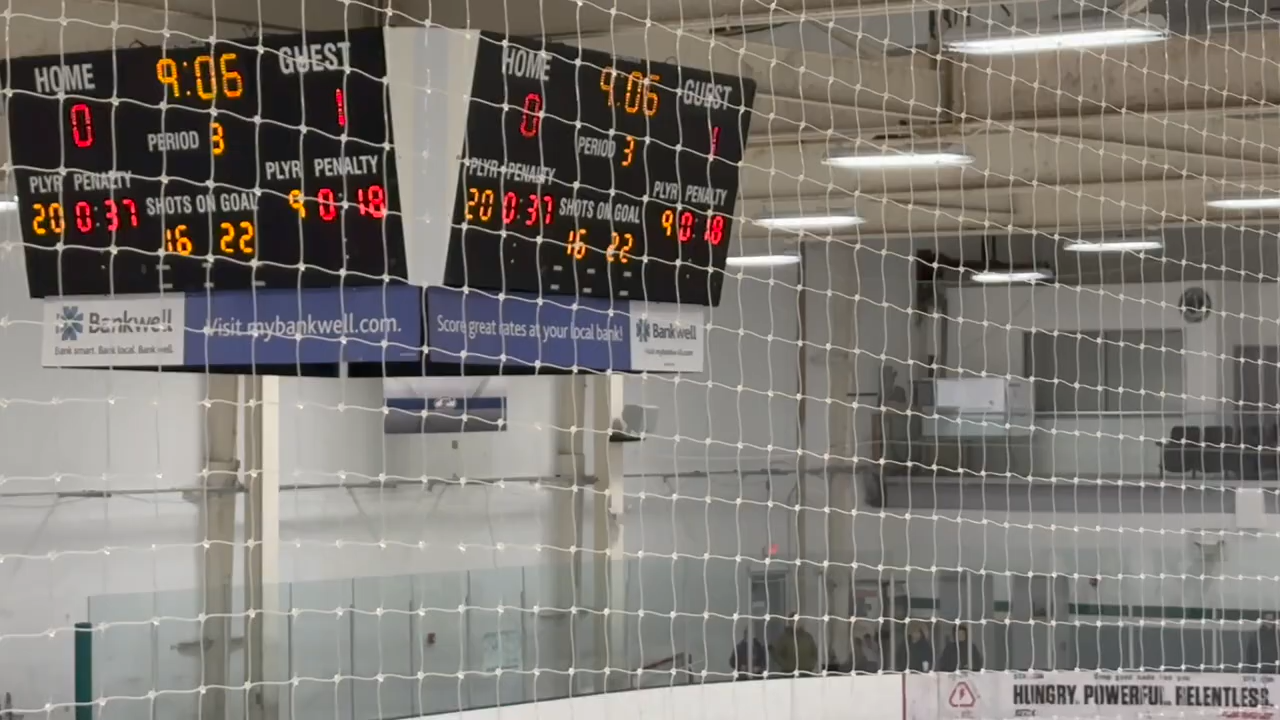 HOME 9:06 GUEST
0 1
PERIOD 3
PLYR PENALTY PLYR PENALTY
20 0:37 SHOTS ON GOAL 9 0:18
16 22
HOME 9:06 GUEST
0 1
PERIOD 3
PLYR PENALTY PLYR PENALTY
20 0:37 SHOTS ON GOAL 9 0:18
16 22
Bankwell
Bank smart. Bank local. Bank well.
Visit mybankwell.com.
Score great rates at your local bank!
Bankwell
Visit mybankwell.com
HUNGRY. POWERFUL. RELENTLESS.